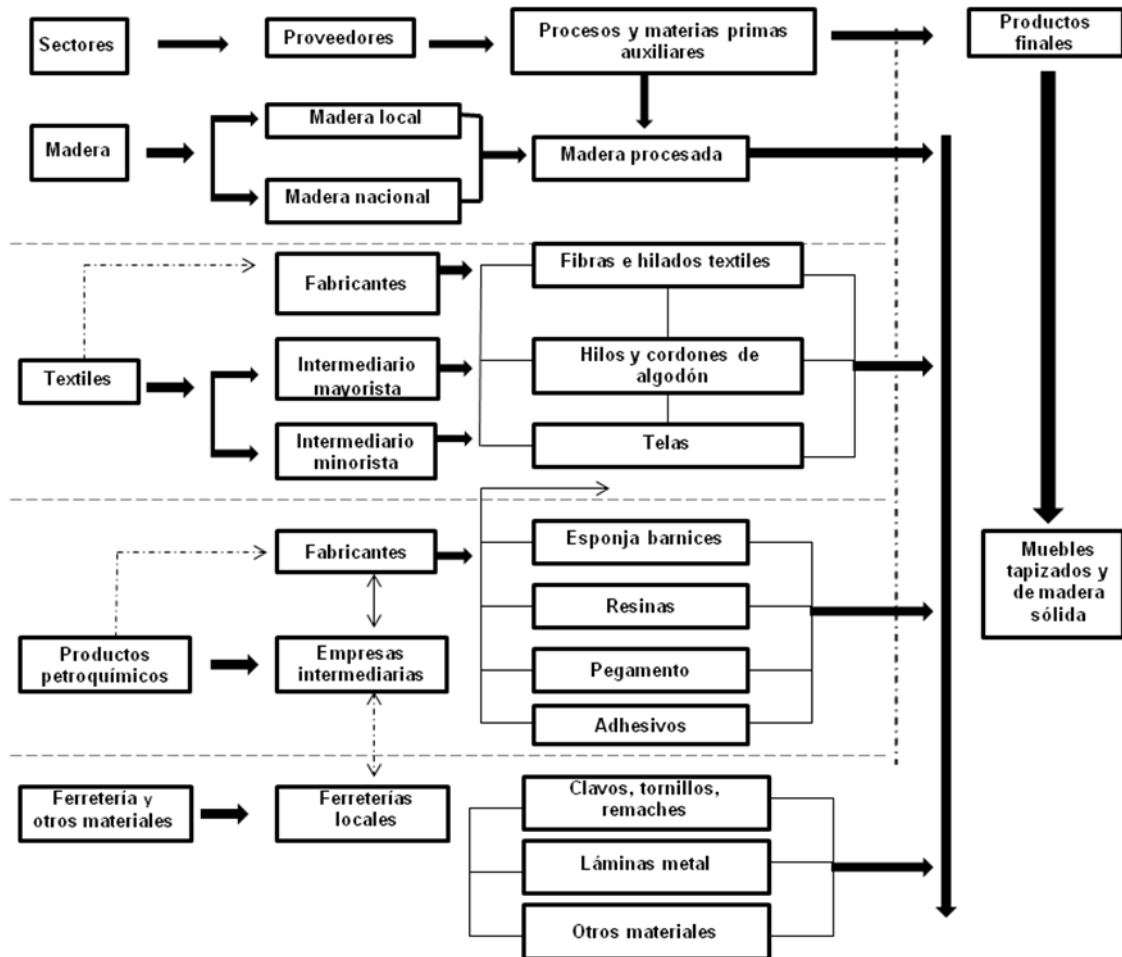 Sectores
Proveedores
Procesos y materias primas
auxiliares
Productos
finales
Madera
Madera local
Madera nacional
Madera procesada
Textiles
Fabricantes
Intermediario
mayorista
Intermediario
minorista
Fibras e hilados textiles
Hilos y cordones de
algodón
Telas
Productos
petroquímicos
Fabricantes
Empresas
intermediarias
Esponja barnices
Resinas
Pegamento
Adhesivos
Muebles
tapizados y
de madera
sólida
Ferretería y
otros materiales
Ferreterías
locales
Clavos, tornillos,
remaches
Láminas metal
Otros materiales